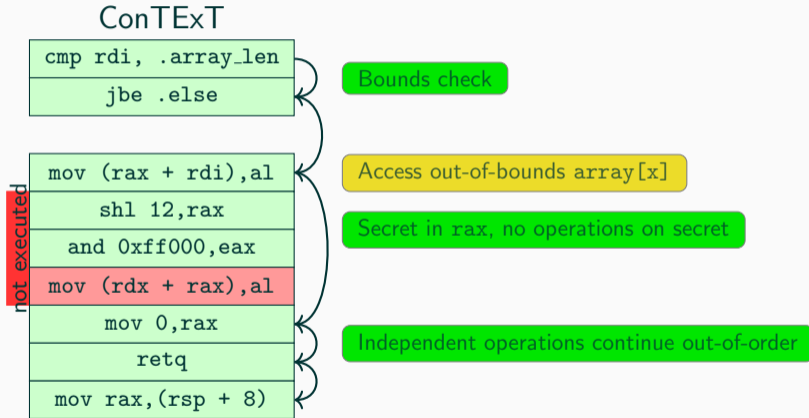 ConTExT
cmp rdi, .array_len
jbe .else
Bounds check
mov (rax + rdi),al
Access out-of-bounds array[x]
not executed
shl 12,rax
and 0xff000,eax
mov (rdx + rax),al
Secret in rax, no operations on secret
mov 0,rax
retq
mov rax,(rsp + 8)
Independent operations continue out-of-order